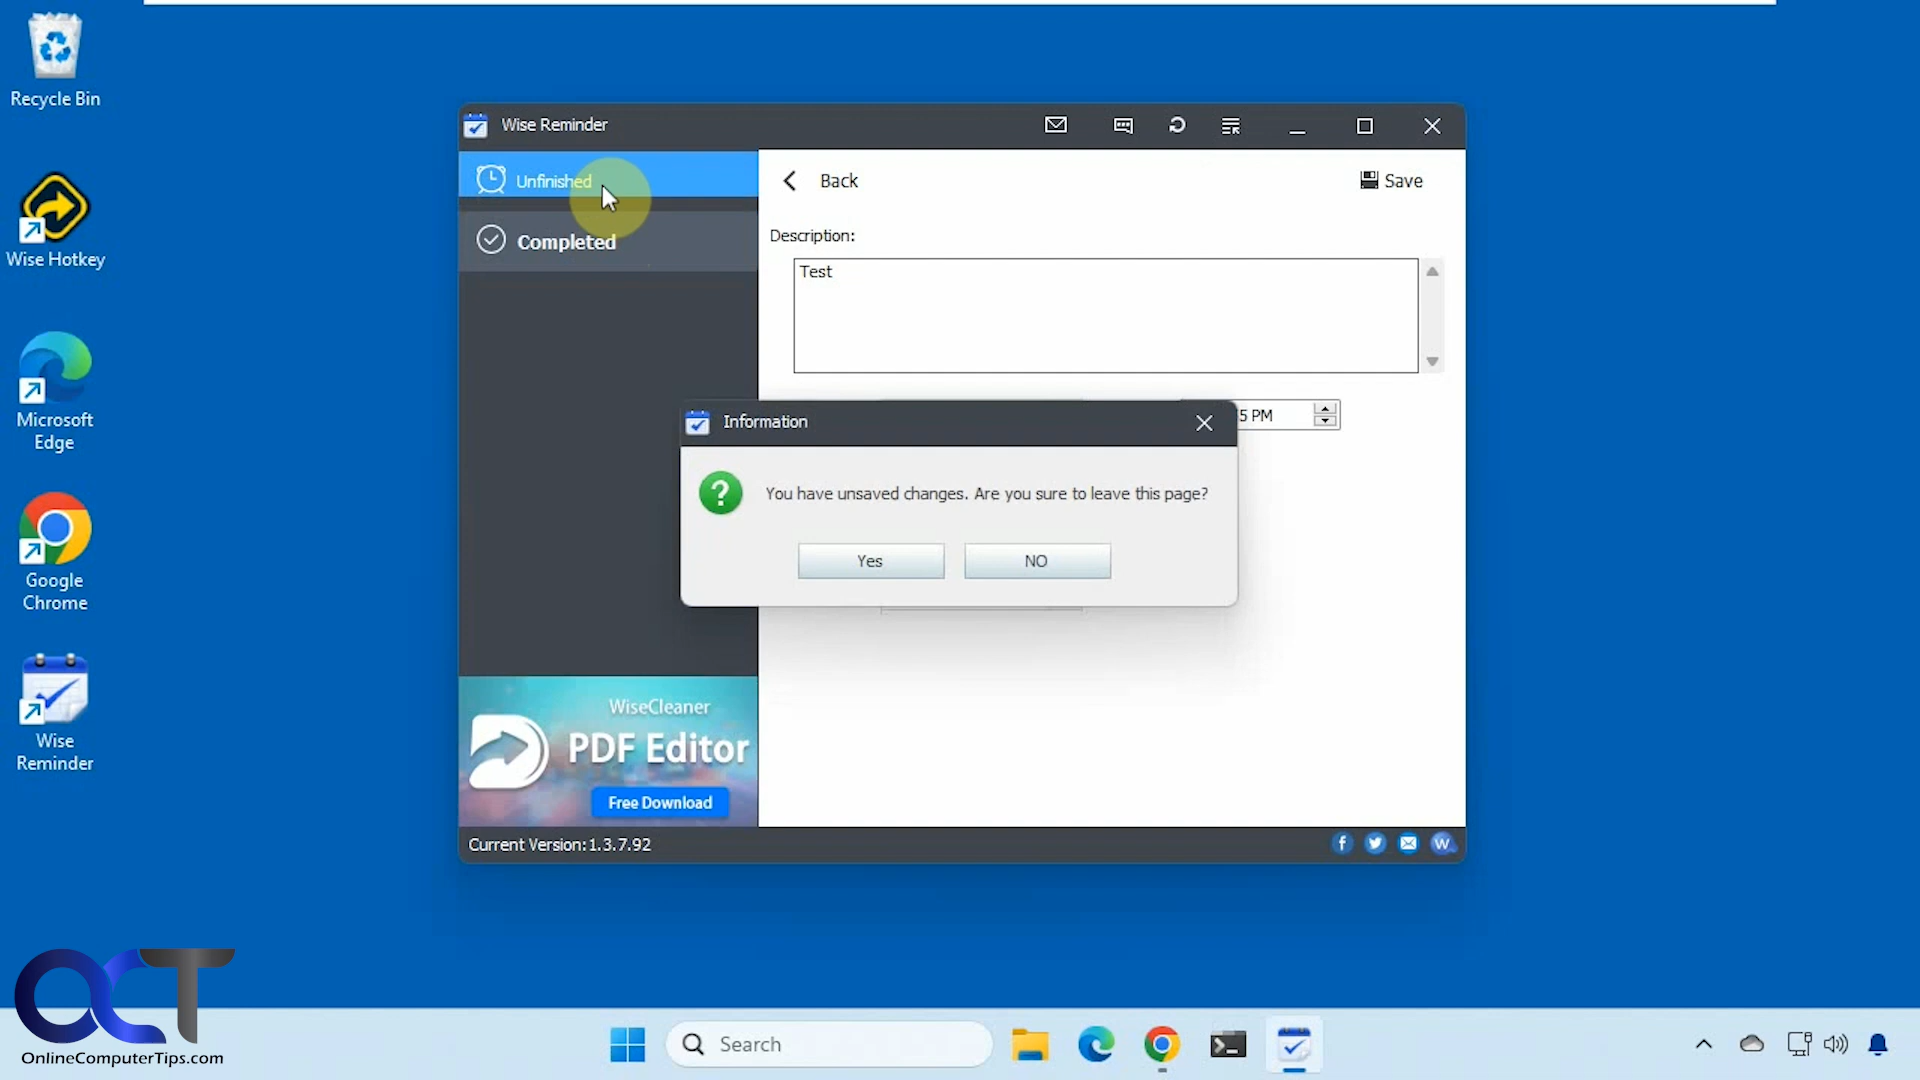 Recycle Bin
Wise Hotkey
Microsoft
Edge
Google
Chrome
Wise
Reminder
Wise Reminder
Unfinished
Completed
Back
Save
Description:
Test
5 PM
Information
You have unsaved changes. Are you sure to leave this page?
Yes
NO
WiseCleaner
PDF Editor
Free Download
Current Version:1.3.7.92
OCT
OnlineComputerTips.com
Search